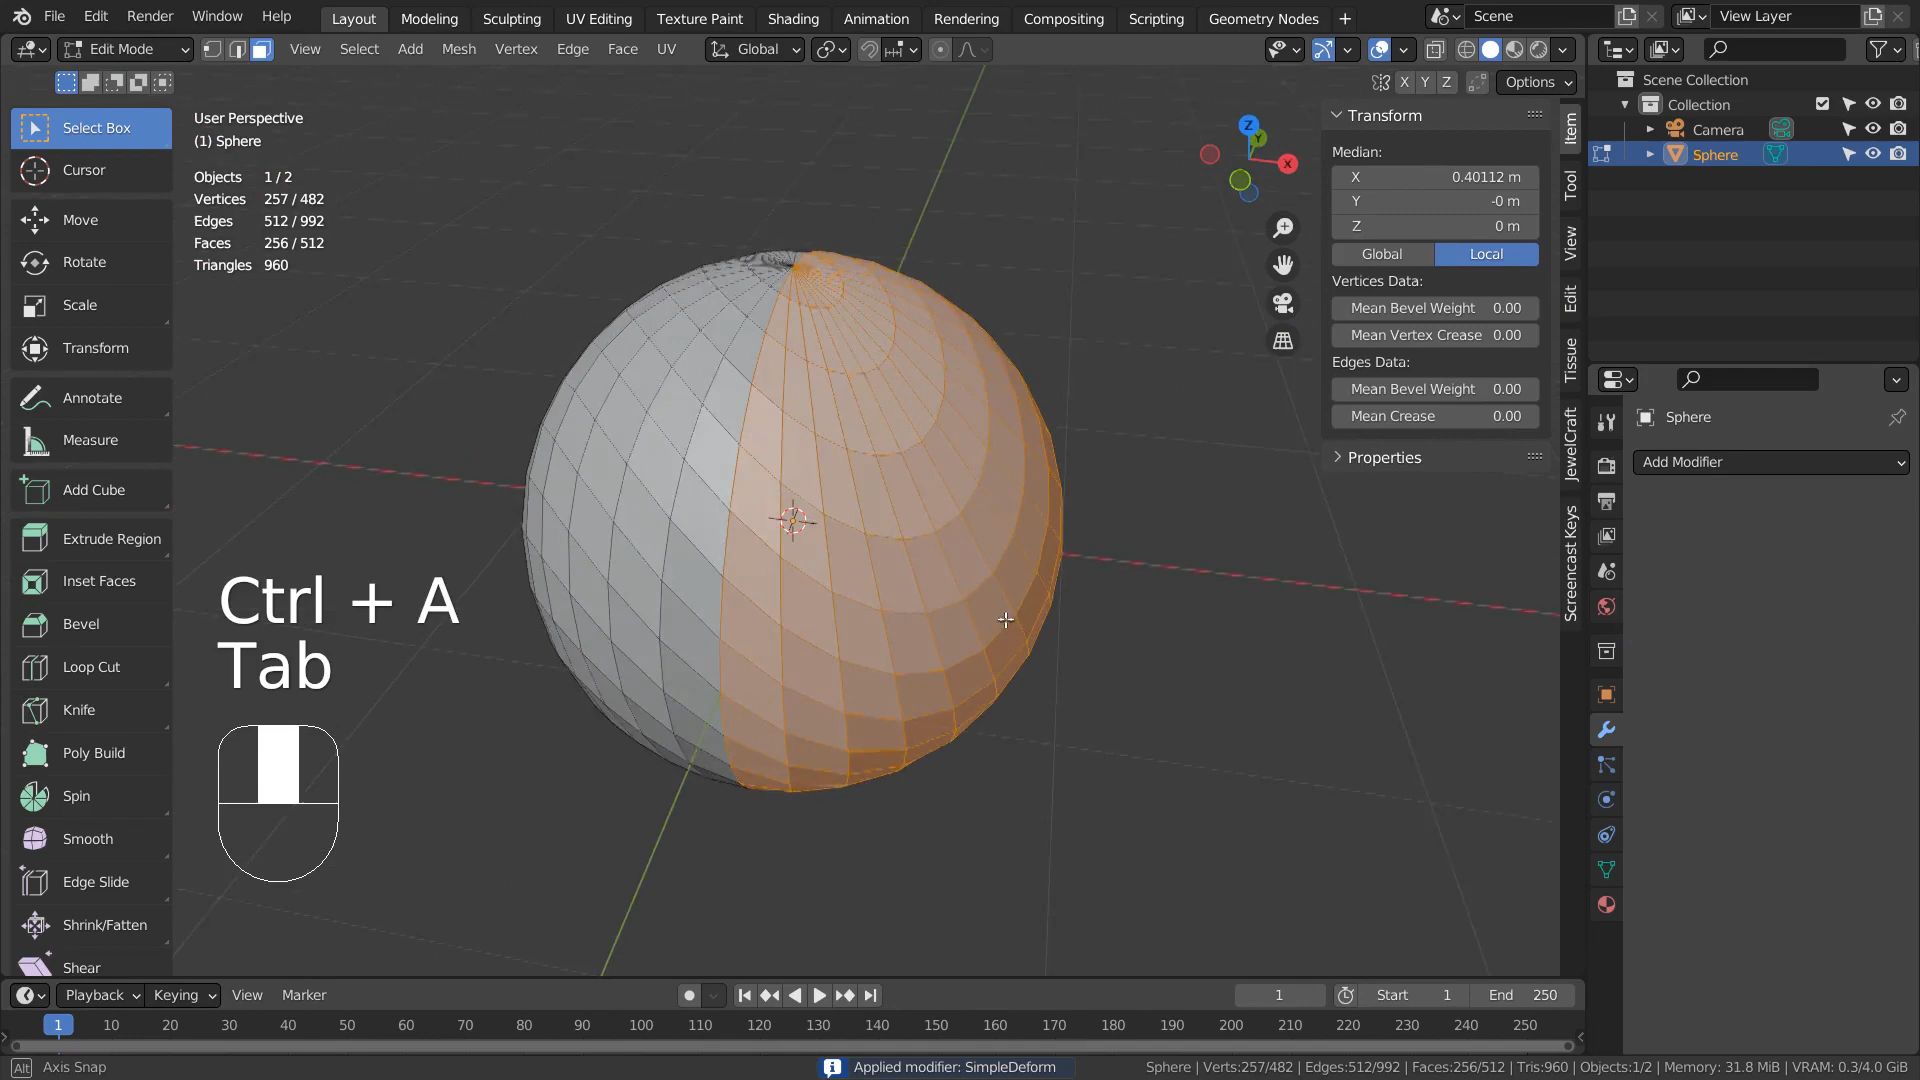 File Edit Render Window Help Layout Modeling Sculpting UV Editing Texture Paint Shading Animation Rendering Compositing Scripting Geometry Nodes + Scene View Layer
Edit Mode View Select Add Mesh Vertex Edge Face UV Global
X Y Z Options
User Perspective
(1) Sphere
Objects 1 / 2
Vertices 257 / 482
Edges 512 / 992
Faces 256 / 512
Triangles 960
Select Box
Cursor
Move
Rotate
Scale
Transform
Annotate
Measure
Add Cube
Extrude Region
Inset Faces
Bevel
Loop Cut
Knife
Poly Build
Spin
Smooth
Edge Slide
Shrink/Fatten
Shear
Ctrl + A
Tab
Z
Y
X
Transform
Median:
X 0.40112 m
Y -0 m
Z 0 m
Global Local
Vertices Data:
Mean Bevel Weight 0.00
Mean Vertex Crease 0.00
Edges Data:
Mean Bevel Weight 0.00
Mean Crease 0.00
Properties
Item
Tool
View
Edit
Tissue
JewelCraft
Screencast Keys
Scene Collection
Collection
Camera
Sphere
Sphere
Add Modifier
Playback Keying View Marker 1 Start 1 End 250
1 10 20 30 40 50 60 70 80 90 100 110 120 130 140 150 160 170 180 190 200 210 220 230 240 250
Alt Axis Snap Applied modifier: SimpleDeform Sphere | Verts:257/482 | Edges:512/992 | Faces:256/512 | Tris:960 | Objects:1/2 | Memory: 31.8 MiB | VRAM: 0.3/4.0 GiB